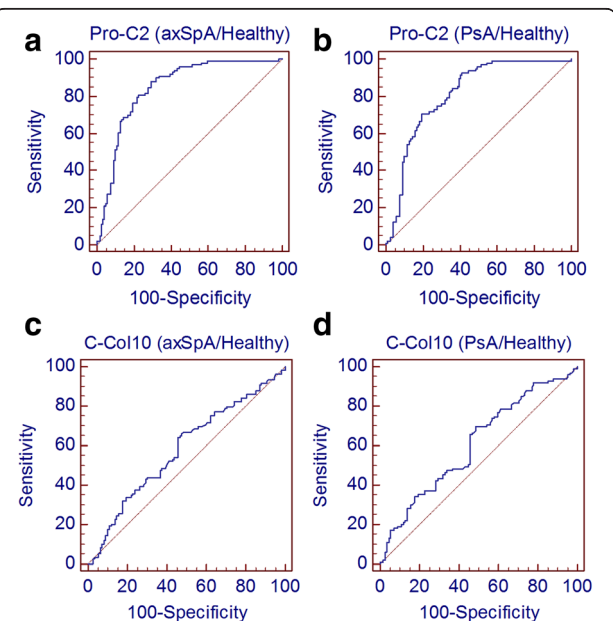 a
Pro-C2 (axSpA/Healthy)
100
80
60
40
20
0
Sensitivity
0 20 40 60 80 100
100-Specificity
b
Pro-C2 (PsA/Healthy)
100
80
60
40
20
0
Sensitivity
0 20 40 60 80 100
100-Specificity
c
C-Col10 (axSpA/Healthy)
100
80
60
40
20
0
Sensitivity
0 20 40 60 80 100
100-Specificity
d
C-Col10 (PsA/Healthy)
100
80
60
40
20
0
Sensitivity
0 20 40 60 80 100
100-Specificity